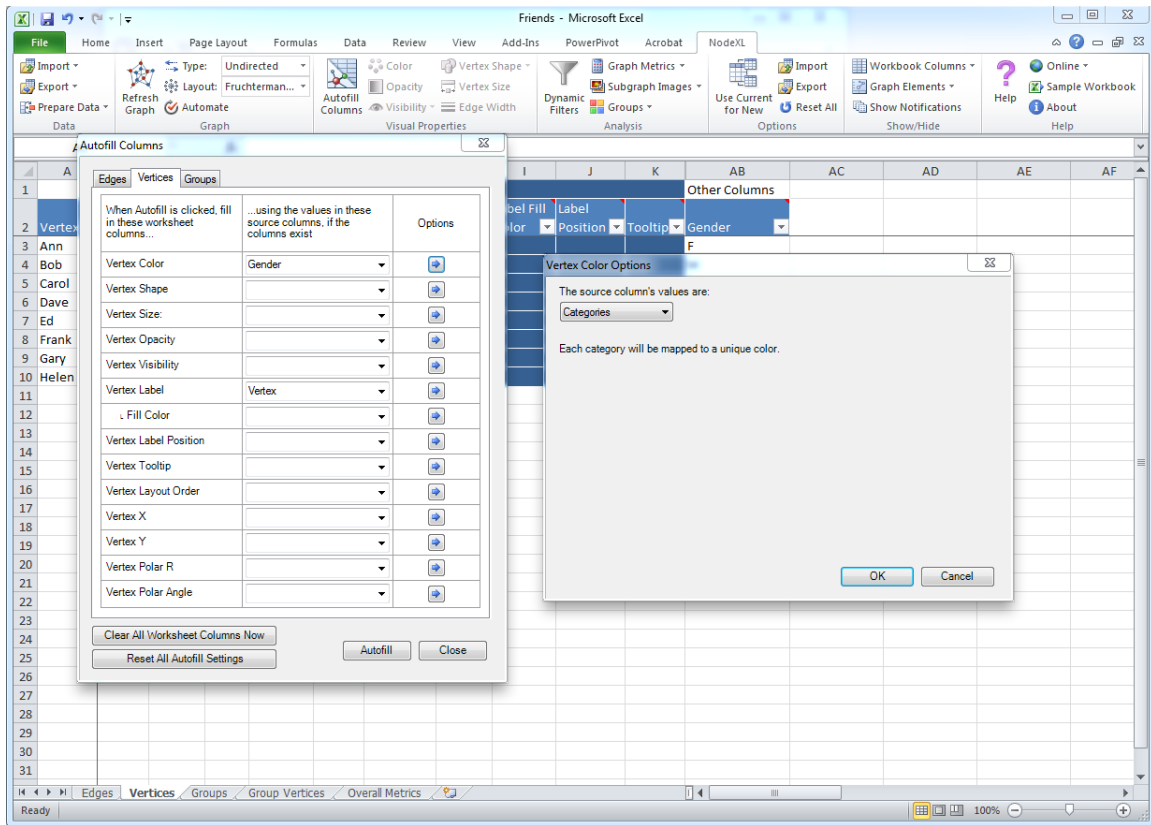 Friends - Microsoft Excel
File Home Insert Page Layout Formulas Data Review View Add-Ins PowerPivot Acrobat NodeXL
Import
Export
Prepare Data
Data
Refresh Graph
Type: Undirected
Layout: Fruchterman...
Automate
Graph
Autofill Columns
Color
Opacity
Visibility
Vertex Shape
Vertex Size
Edge Width
Visual Properties
Dynamic Filters
Graph Metrics
Subgraph Images
Groups
Analysis
Use Current for New
Import
Export
Reset All
Options
Workbook Columns
Graph Elements
Show Notifications
Show/Hide
Help
Online
Sample Workbook
About
Help
A I J K AB AC AD AE AF
1 Other Columns
2 Vertex
Label
Position Tooltip Gender
3 Ann F
4 Bob
5 Carol
6 Dave
7 Ed
8 Frank
9 Gary
10 Helen
11
12
13
14
15
16
17
18
19
20
21
22
23
24
25
26
27
28
29
30
31
Autofill Columns
Edges Vertices Groups
When Autofill is clicked, fill
in these worksheet
columns...
...using the values in these
source columns, if the
columns exist
Options
Vertex Color Gender
Vertex Shape
Vertex Size:
Vertex Opacity
Vertex Visibility
Vertex Label Vertex
Fill Color
Vertex Label Position
Vertex Tooltip
Vertex Layout Order
Vertex X
Vertex Y
Vertex Polar R
Vertex Polar Angle
Clear All Worksheet Columns Now
Reset All Autofill Settings
Autofill Close
Vertex Color Options
The source column's values are:
Categories
Each category will be mapped to a unique color.
OK Cancel
Edges Vertices Groups Group Vertices Overall Metrics
Ready 100%